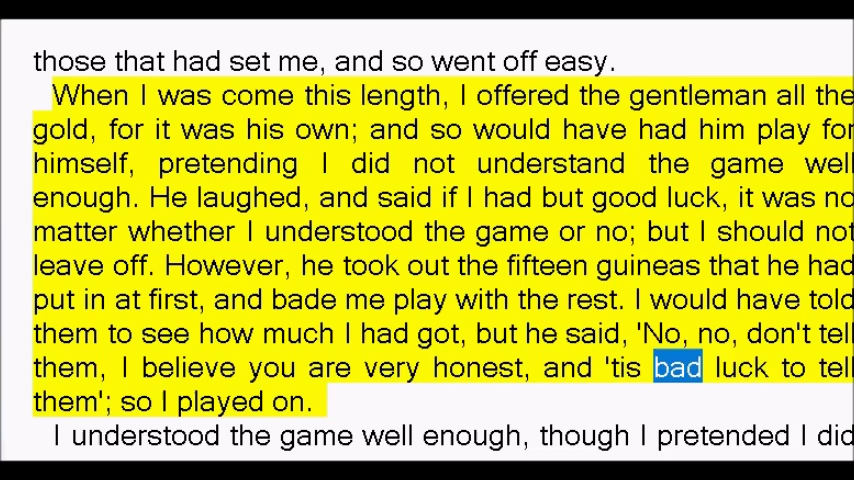 those that had set me, and so went off easy.
When I was come this length, I offered the gentleman all the
gold, for it was his own; and so would have had him play for
himself, pretending I did not understand the game well
enough. He laughed, and said if I had but good luck, it was no
matter whether I understood the game or no; but I should not
leave off. However, he took out the fifteen guineas that he had
put in at first, and bade me play with the rest. I would have told
them to see how much I had got, but he said, 'No, no, don't tell
them, I believe you are very honest, and 'tis bad luck to tell
them'; so I played on.
I understood the game well enough, though I pretended I did